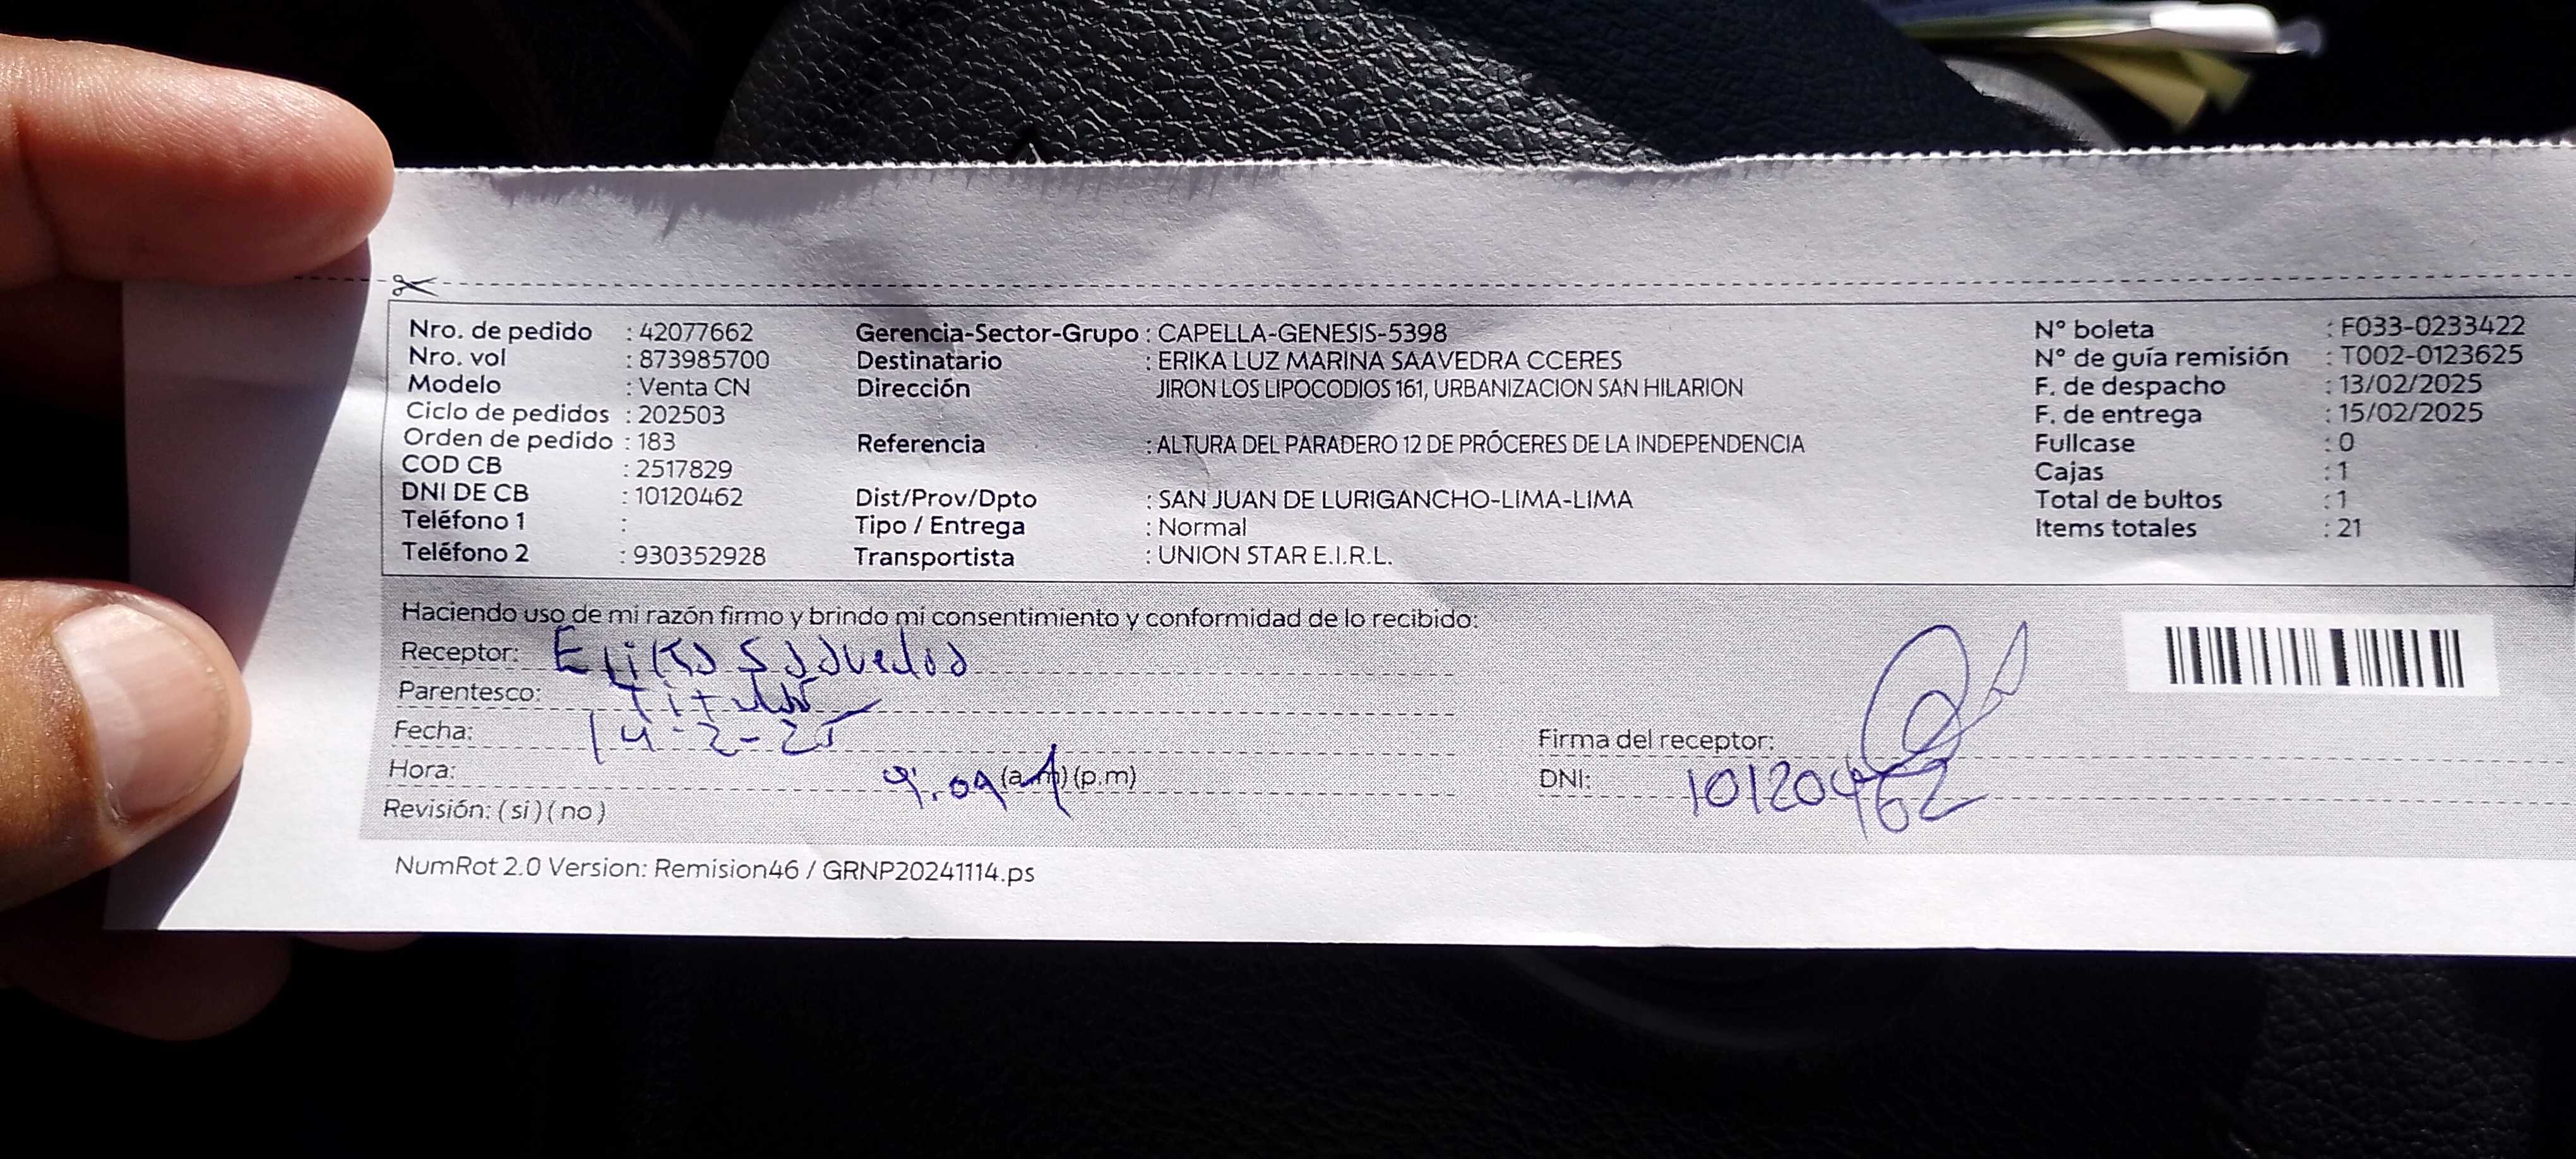 Nro. de pedido : 42077662
Nro. vol : 873985700
Modelo : Venta CN
Ciclo de pedidos : 202503
Orden de pedido : 183
COD CB : 2517829
DNI DE CB : 10120462
Teléfono 1 :
Teléfono 2 : 930352928
Gerencia-Sector-Grupo : CAPELLA-GENESIS-5398
Destinatario : ERIKA LUZ MARINA SAAVEDRA CCERES
Dirección JIRON LOS LIPOCODIOS 161, URBANIZACION SAN HILARION
Referencia : ALTURA DEL PARADERO 12 DE PRÓCERES DE LA INDEPENDENCIA
Dist/Prov/Dpto : SAN JUAN DE LURIGANCHO-LIMA-LIMA
Tipo / Entrega : Normal
Transportista : UNION STAR E.I.R.L.
N° boleta : F033-0233422
N° de guía remisión : T002-0123625
F. de despacho : 13/02/2025
F. de entrega : 15/02/2025
Fullcase : 0
Cajas : 1
Total de bultos : 1
Items totales : 21
Haciendo uso de mi razón firmo y brindo mi consentimiento y conformidad de lo recibido:
Receptor: Erika Saavedra
Parentesco: Titular
Fecha: 14-2-25
Hora: 9:09 (a.m) (p.m)
Revisión: ( si ) ( no )
Firma del receptor:
DNI: 10120462
NumRot 2.0 Version: Remision46 / GRNP20241114.ps